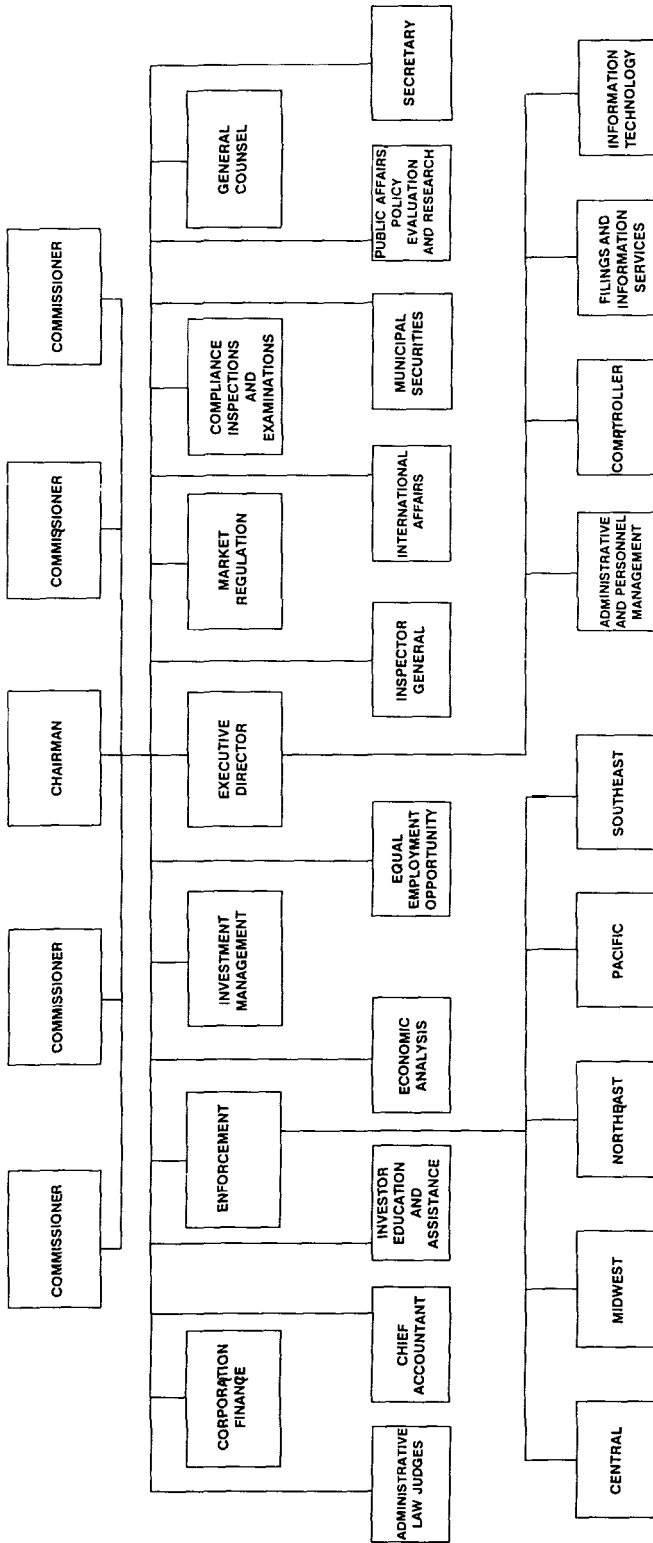 COMMISSIONER
COMMISSIONER
CHAIRMAN
COMMISSIONER
COMMISSIONER
CORPORATION
FINANCE
ENFORCEMENT
INVESTMENT
MANAGEMENT
EXECUTIVE
DIRECTOR
MARKET
REGULATION
COMPLIANCE
INSPECTIONS
AND
EXAMINATIONS
GENERAL
COUNSEL
ADMINISTRATIVE
LAW JUDGES
CHIEF
ACCOUNTANT
INVESTOR
EDUCATION
AND
ASSISTANCE
ECONOMIC
ANALYSIS
EQUAL
EMPLOYMENT
OPPORTUNITY
INSPECTOR
GENERAL
INTERNATIONAL
AFFAIRS
MUNICIPAL
SECURITIES
PUBLIC AFFAIRS
POLICY
EVALUATION
AND RESEARCH
SECRETARY
CENTRAL
MIDWEST
NORTHEAST
PACIFIC
SOUTHEAST
ADMINISTRATIVE
AND PERSONNEL
MANAGEMENT
COMPTROLLER
FILINGS AND
INFORMATION
SERVICES
INFORMATION
TECHNOLOGY